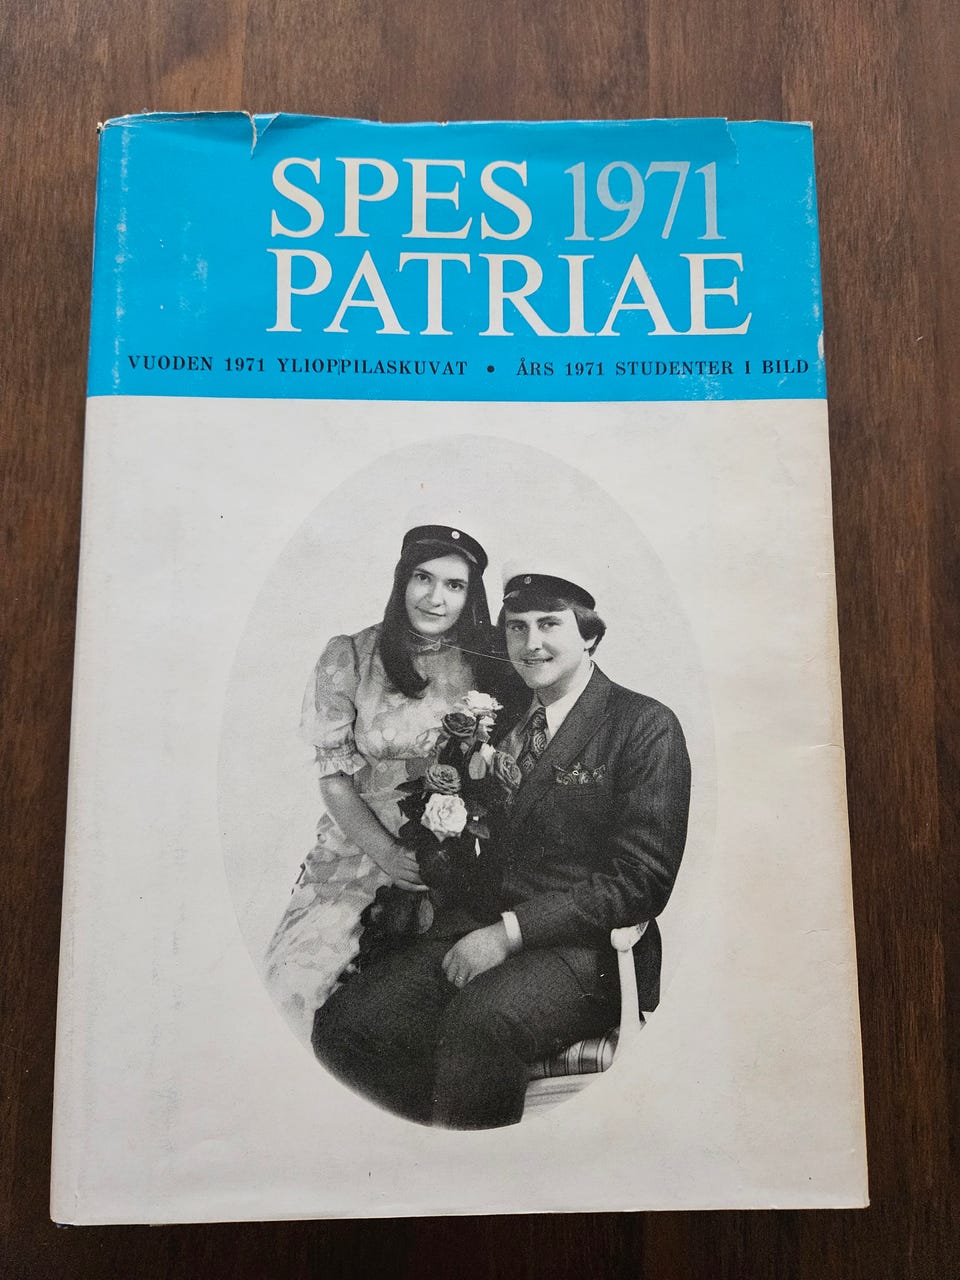 SPES 1971
PATRIAE
VUODEN 1971 YLIOPPILASKUVAT • ÅRS 1971 STUDENTER I BILD